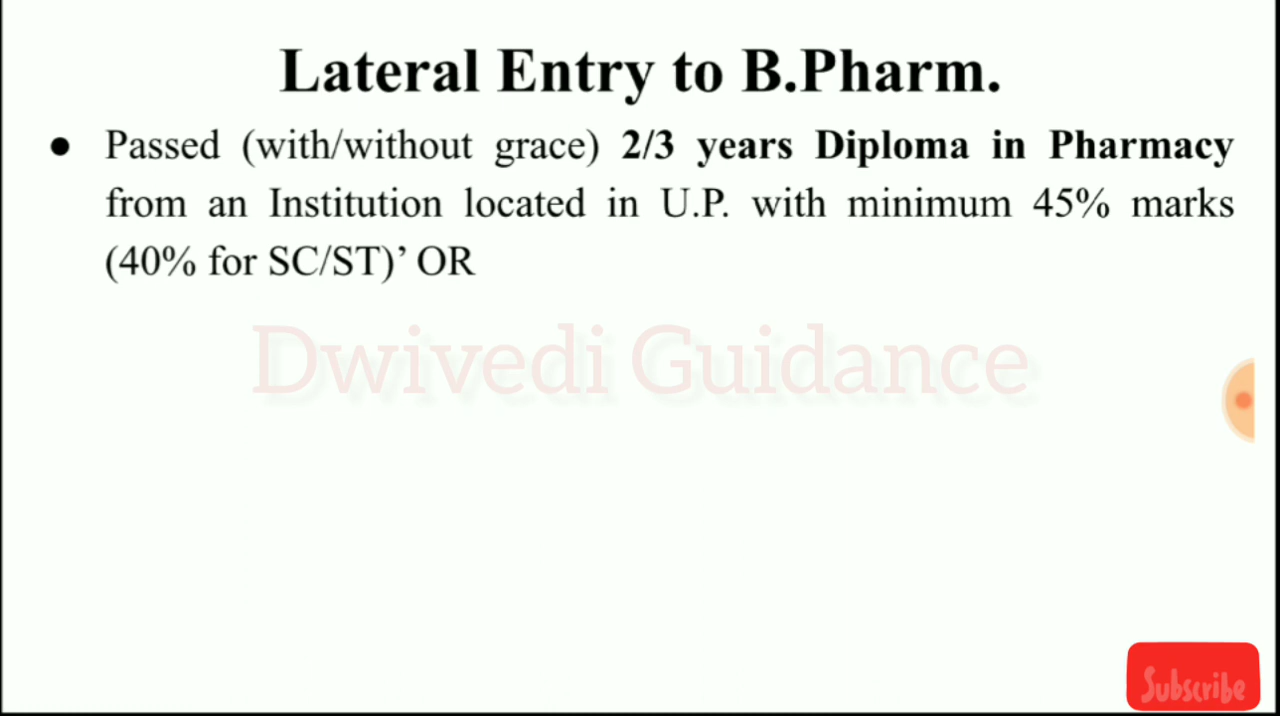 Lateral Entry to B.Pharm.
● Passed (with/without grace) 2/3 years Diploma in Pharmacy
from an Institution located in U.P. with minimum 45% marks
(40% for SC/ST)’ OR
Dwivedi Guidance
Subscribe